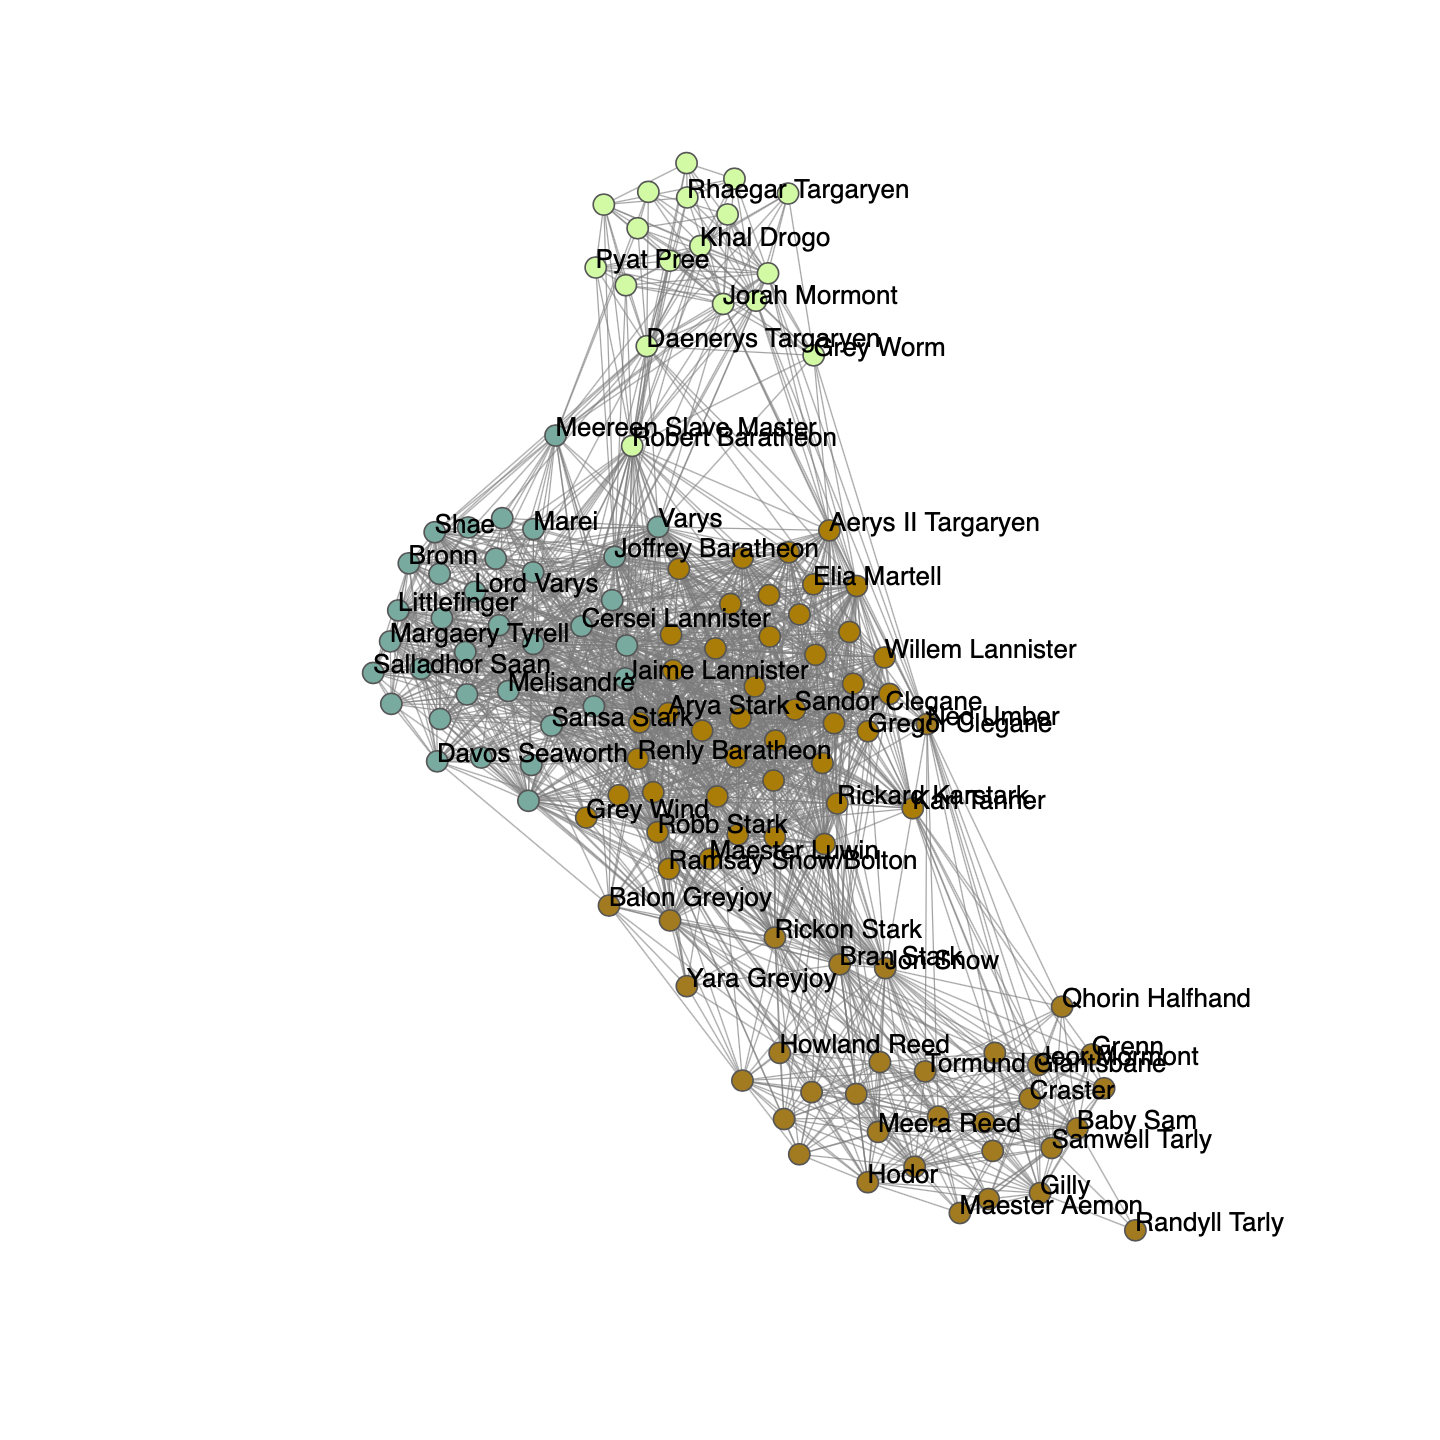 Rhaegar Targaryen
Khal Drogo
Pyat Pree
Jorah Mormont
Daenerys Targaryen
Grey Worm
Meereen Slave Master
Robert Baratheon
Varys
Shae
Marei
Aerys II Targaryen
Joffrey Baratheon
Bronn
Elia Martell
Lord Varys
Littlefinger
Cersei Lannister
Margaery Tyrell
Willem Lannister
Salladhor Saan
Jaime Lannister
Melisandre
Arya Stark
Sandor Clegane
Sansa Stark
Ned Umber
Gregor Clegane
Davos Seaworth
Renly Baratheon
Rickard Karstark
Karl Tanner
Grey Wind
Robb Stark
Maester Luwin
Ramsay Snow/Bolton
Balon Greyjoy
Rickon Stark
Bran Stark
Jon Snow
Yara Greyjoy
Qhorin Halfhand
Howland Reed
Grenn
Jeor Mormont
Tormund Giantsbane
Craster
Meera Reed
Baby Sam
Samwell Tarly
Hodor
Gilly
Maester Aemon
Randyll Tarly